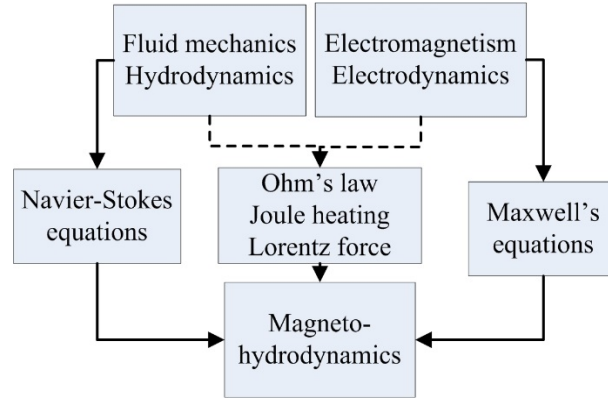 Fluid mechanics
Hydrodynamics
Electromagnetism
Electrodynamics
Navier-Stokes
equations
Ohm's law
Joule heating
Lorentz force
Maxwell's
equations
Magneto-
hydrodynamics